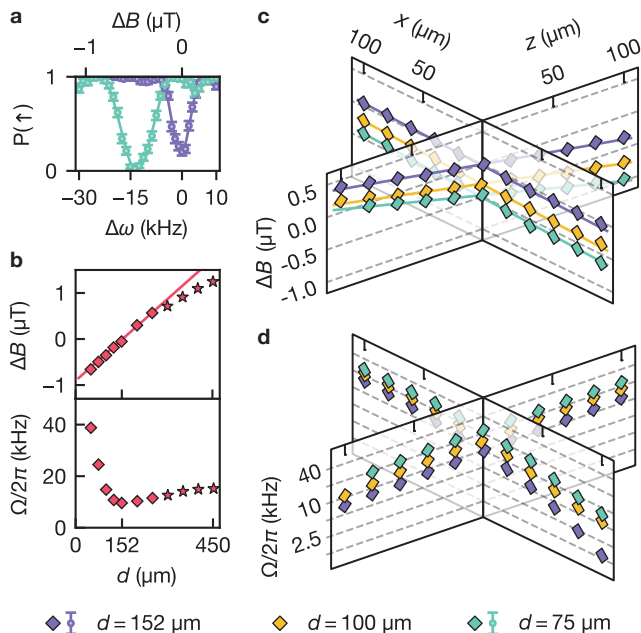 a
ΔB (μT)
−1 0
P(↑)
1
0
−30 −15 0 10
Δω (kHz)
b
ΔB (μT)
1
0
−1
Ω/2π (kHz)
40
20
0
0 152 450
d (μm)
c
x (μm)
100 50
z (μm)
50 100
ΔB (μT)
0.5
0.0
-0.5
-1.0
d
Ω/2π (kHz)
40
10
2.5
d = 152 μm d = 100 μm d = 75 μm